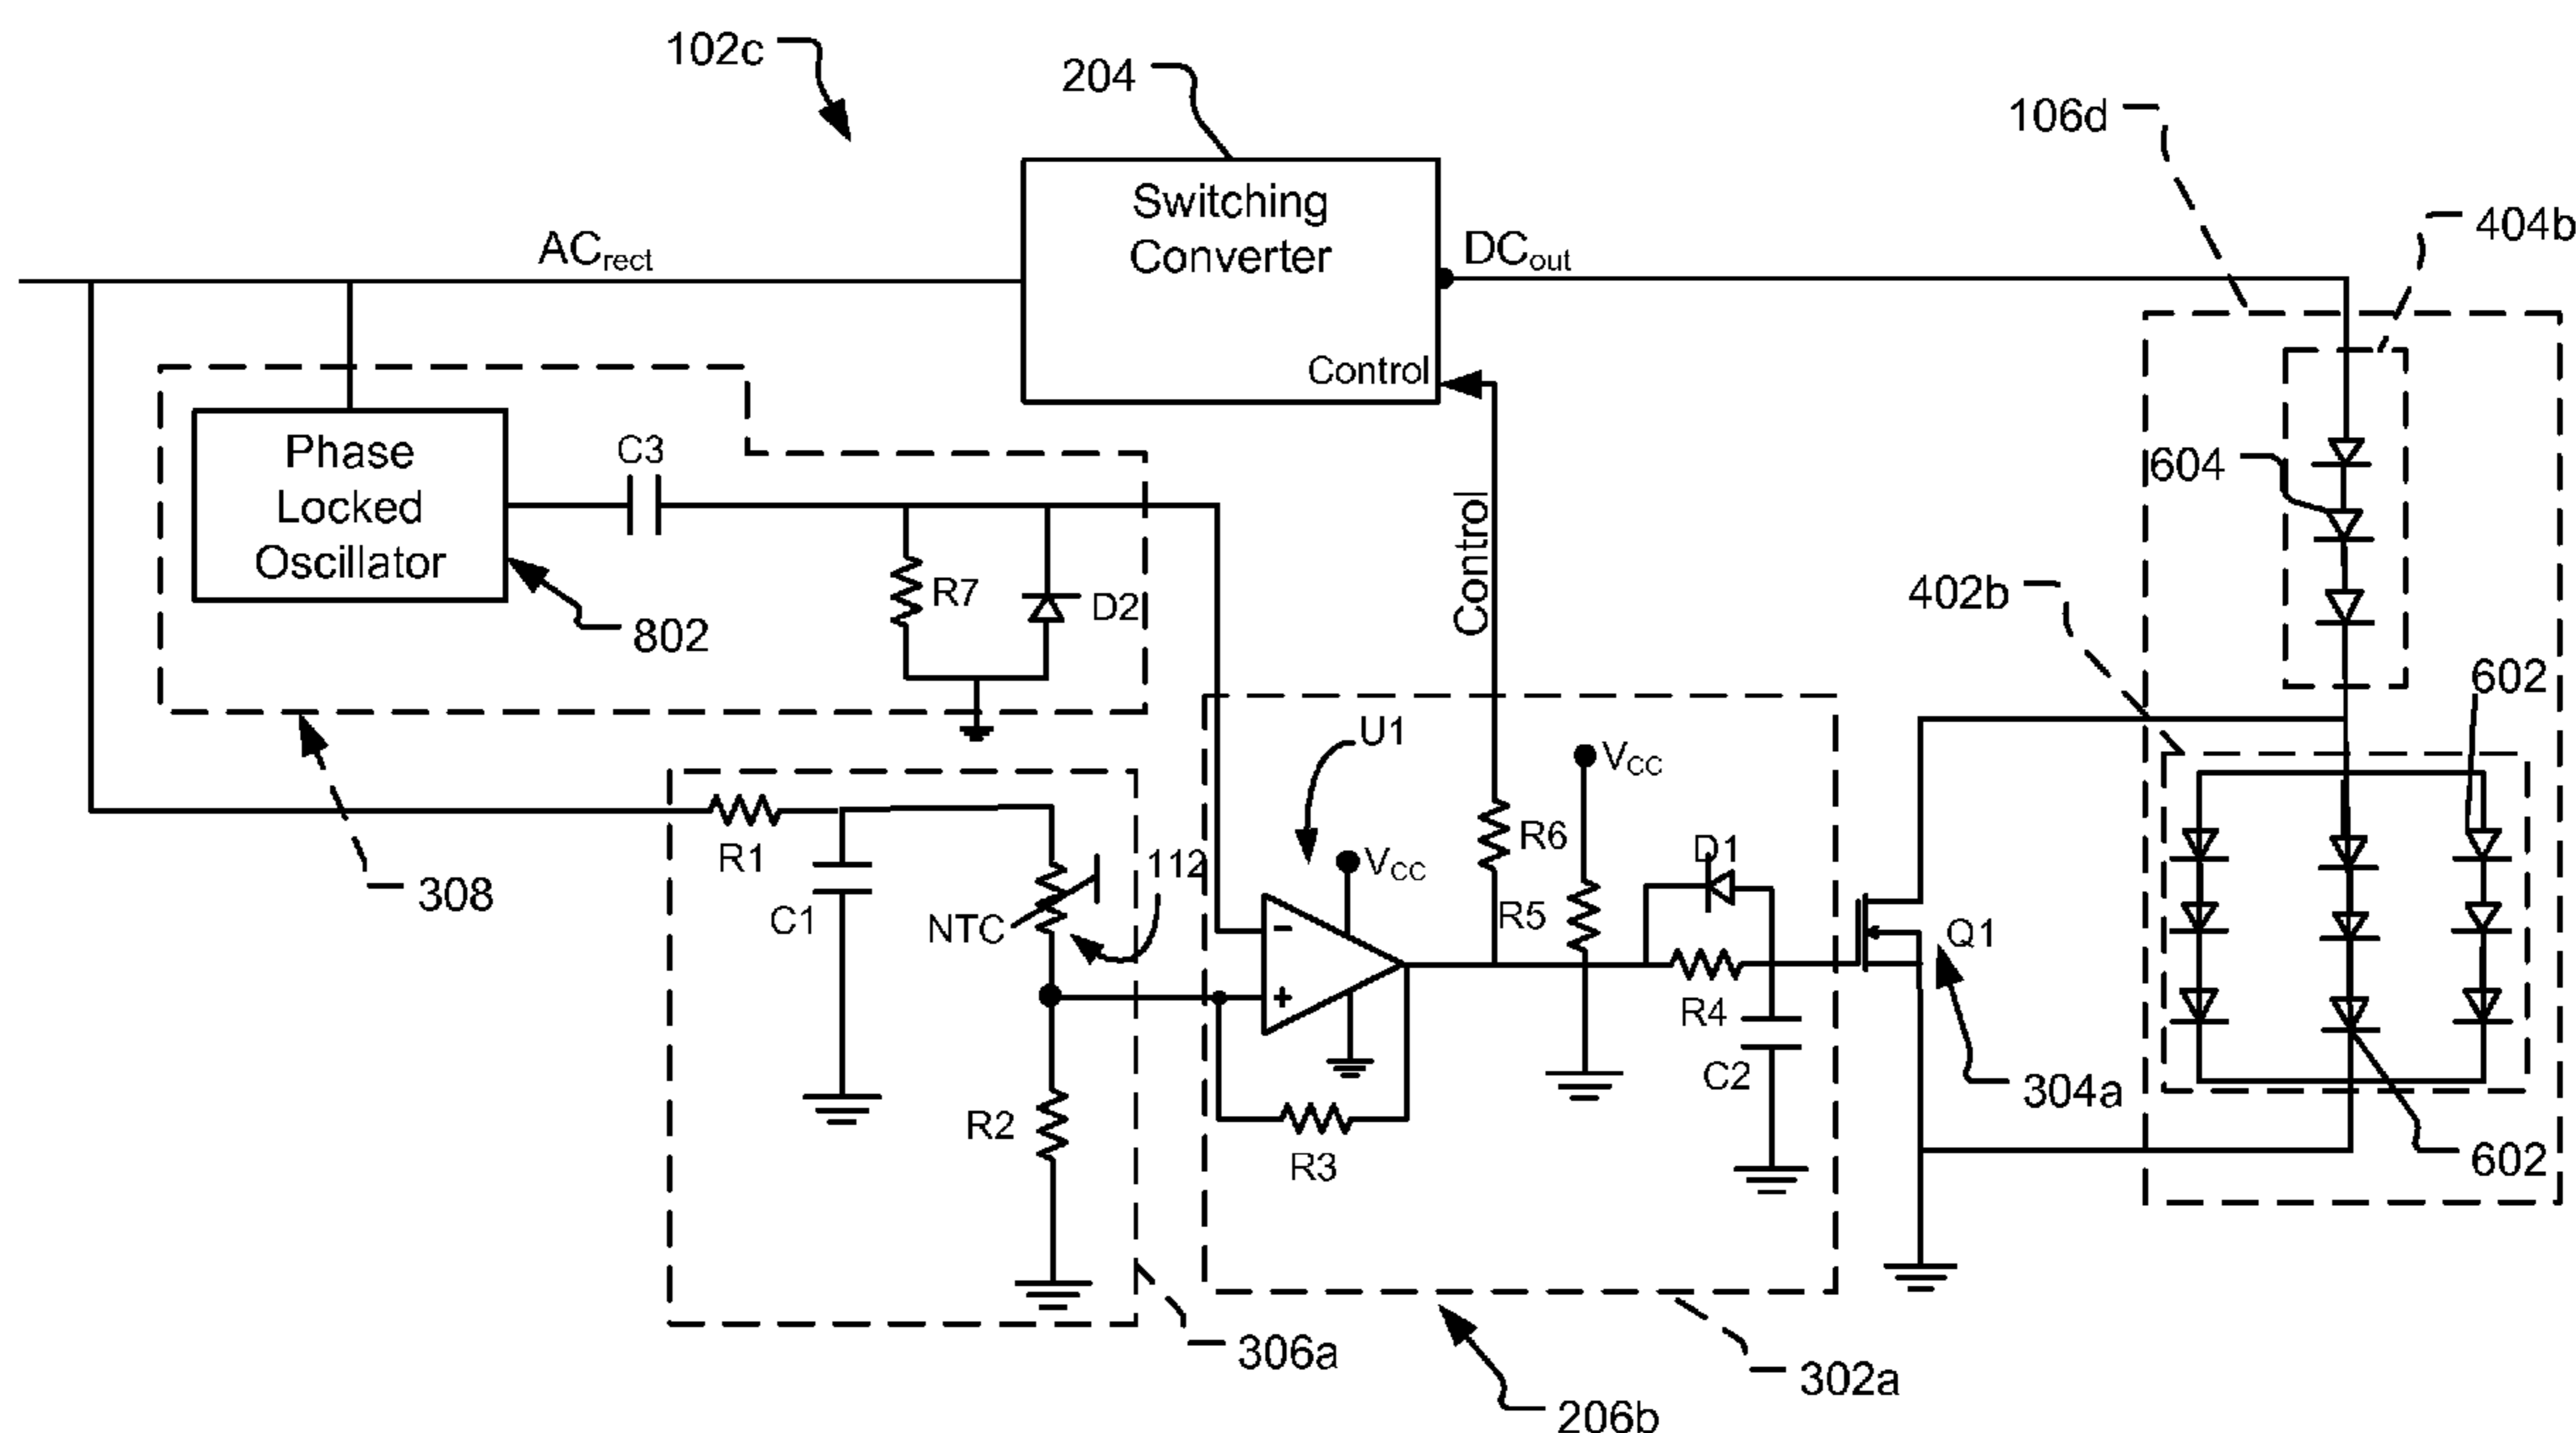 102c
204
106d
404b
Switching
Converter
ACrect
DCout
Control
Phase
Locked
Oscillator
C3
604
Control
402b
R7
D2
802
602
U1
VCC
R1
112
R6
D1
308
C1
NTC
VCC
R5
Q1
-
+
R4
C2
304a
R2
R3
602
306a
302a
206b